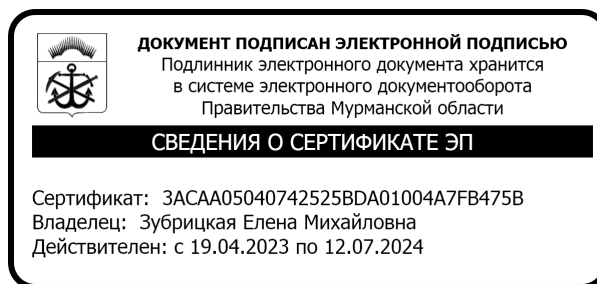 ДОКУМЕНТ ПОДПИСАН ЭЛЕКТРОННОЙ ПОДПИСЬЮ
Подлинник электронного документа хранится
в системе электронного документооборота
Правительства Мурманской области
СВЕДЕНИЯ О СЕРТИФИКАТЕ ЭП
Сертификат: 3ACAA05040742525BDA01004A7FB475B
Владелец: Зубрицкая Елена Михайловна
Действителен: с 19.04.2023 по 12.07.2024